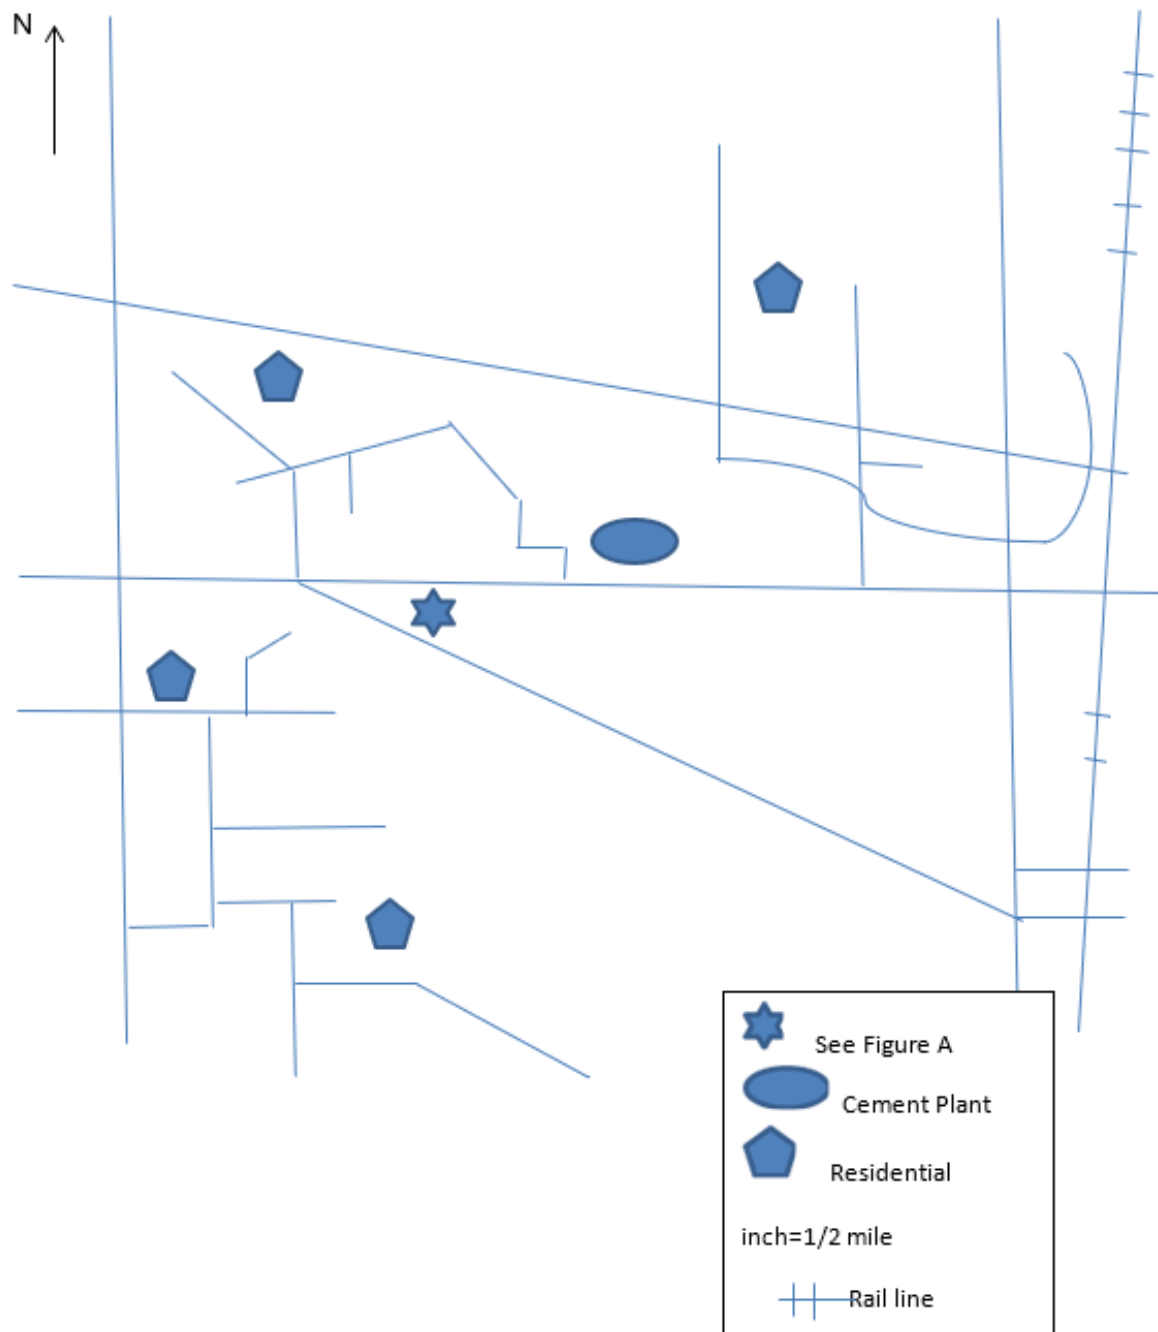 N
See Figure A
Cement Plant
Residential
inch=1/2 mile
Rail line